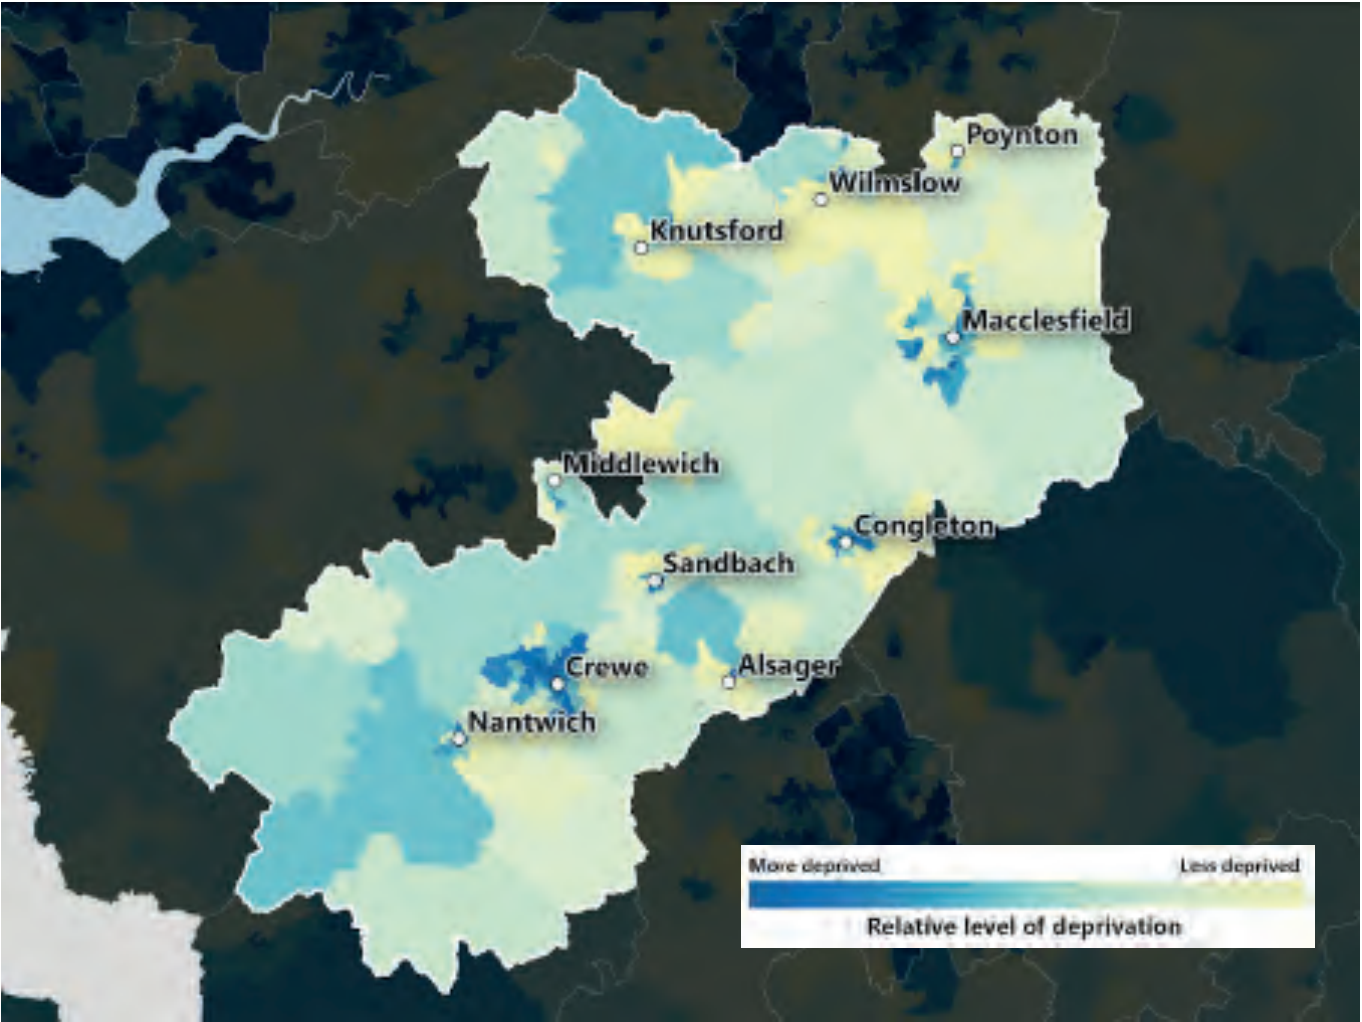 Poynton
Wilmslow
Knutsford
Macclesfield
Middlewich
Congleton
Sandbach
Crewe
Alsager
Nantwich
More deprived
Less deprived
Relative level of deprivation